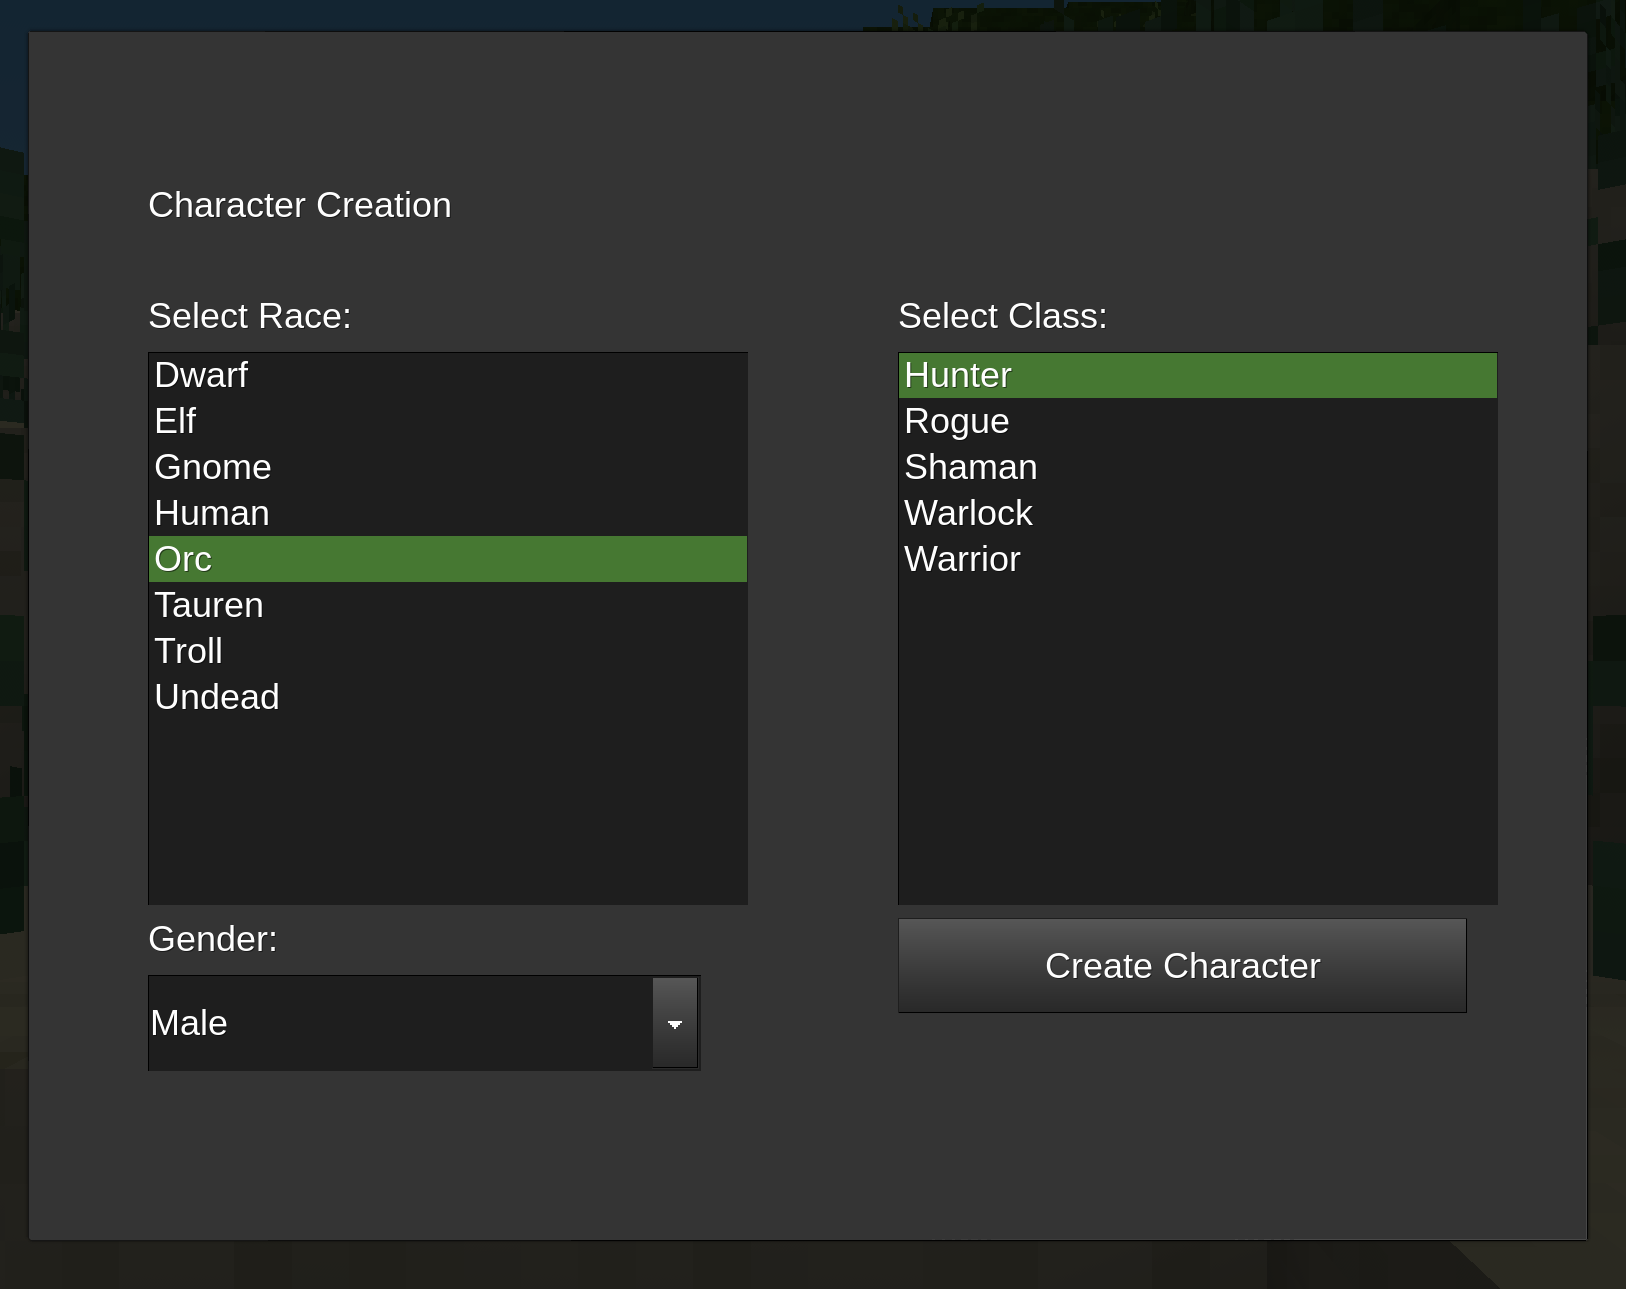 Character Creation
Select Race:
Dwarf
Elf
Gnome
Human
Orc
Tauren
Troll
Undead
Gender:
Male
Select Class:
Hunter
Rogue
Shaman
Warlock
Warrior
Create Character